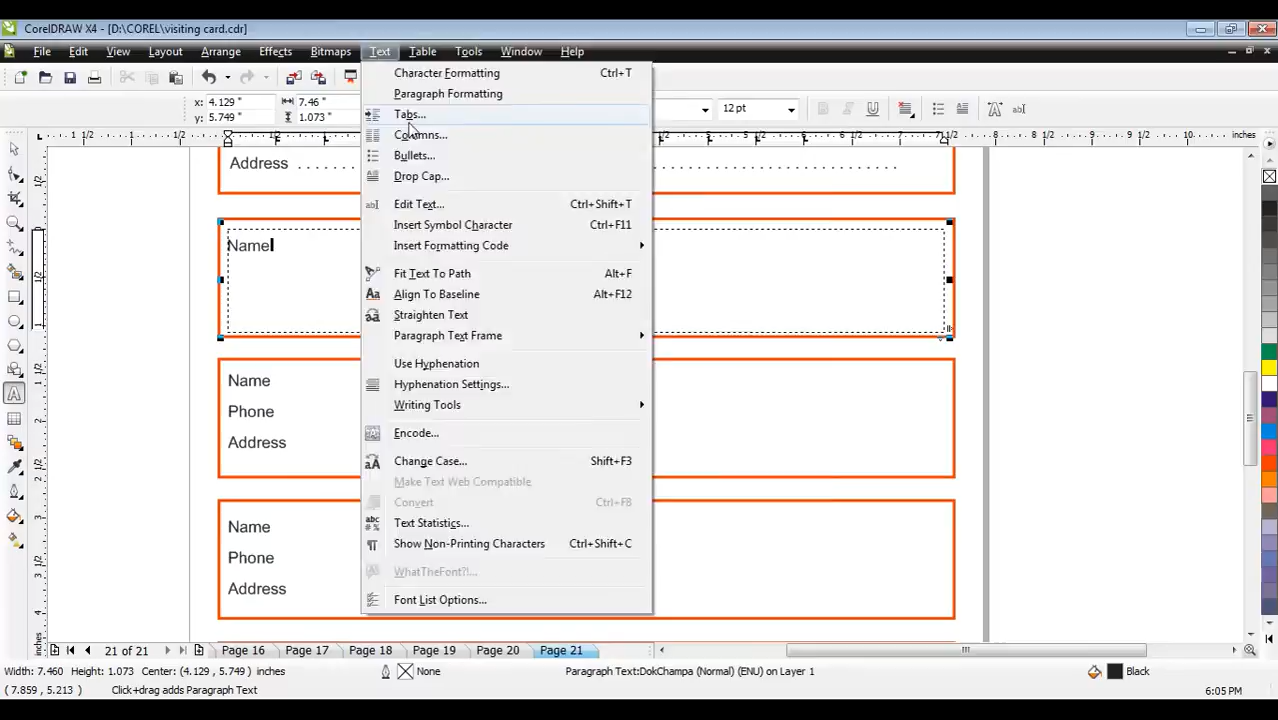 CorelDRAW X4 - [D:\COREL\visiting card.cdr]
File Edit View Layout Arrange Effects Bitmaps Text Table Tools Window Help
x: 4.129 "
y: 5.749 "
7.46 "
1.073 "
12 pt
Character Formatting Ctrl+T
Paragraph Formatting
Tabs...
Columns...
Bullets...
Drop Cap...
Edit Text... Ctrl+Shift+T
Insert Symbol Character Ctrl+F11
Insert Formatting Code
Fit Text To Path Alt+F
Align To Baseline Alt+F12
Straighten Text
Paragraph Text Frame
Use Hyphenation
Hyphenation Settings...
Writing Tools
Encode...
Change Case... Shift+F3
Make Text Web Compatible
Convert Ctrl+F8
Text Statistics...
Show Non-Printing Characters Ctrl+Shift+C
WhatTheFont?!...
Font List Options...
Address
Name
Name
Phone
Address
Name
Phone
Address
inches
21 of 21 Page 16 Page 17 Page 18 Page 19 Page 20 Page 21
Width: 7.460 Height: 1.073 Center: (4.129 , 5.749 ) inches None Paragraph Text:DokChampa (Normal) (ENU) on Layer 1 Black
( 7.859 , 5.213 ) Click+drag adds Paragraph Text 6:05 PM